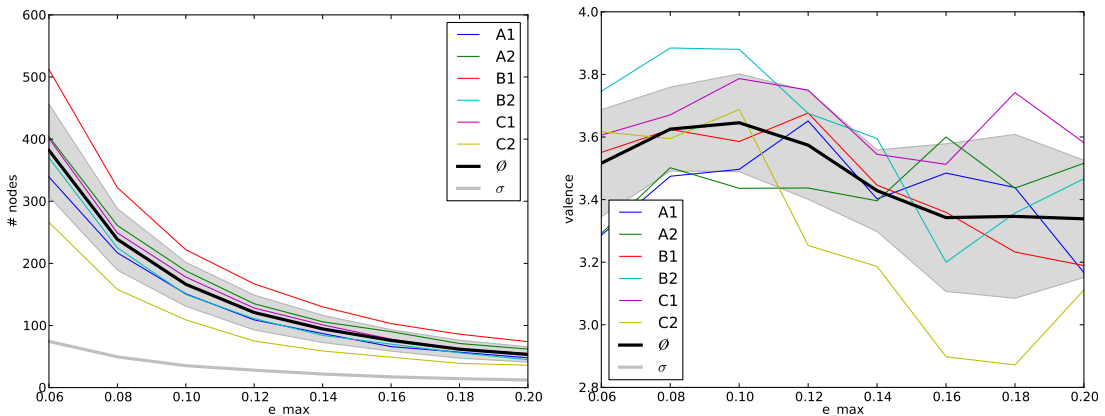 600
500
400
300
200
100
0
# nodes
0.06 0.08 0.10 0.12 0.14 0.16 0.18 0.20
e_max
A1
A2
B1
B2
C1
C2
Ø
σ
4.0
3.8
3.6
3.4
3.2
3.0
2.8
valence
0.06 0.08 0.10 0.12 0.14 0.16 0.18 0.20
e_max
A1
A2
B1
B2
C1
C2
Ø
σ